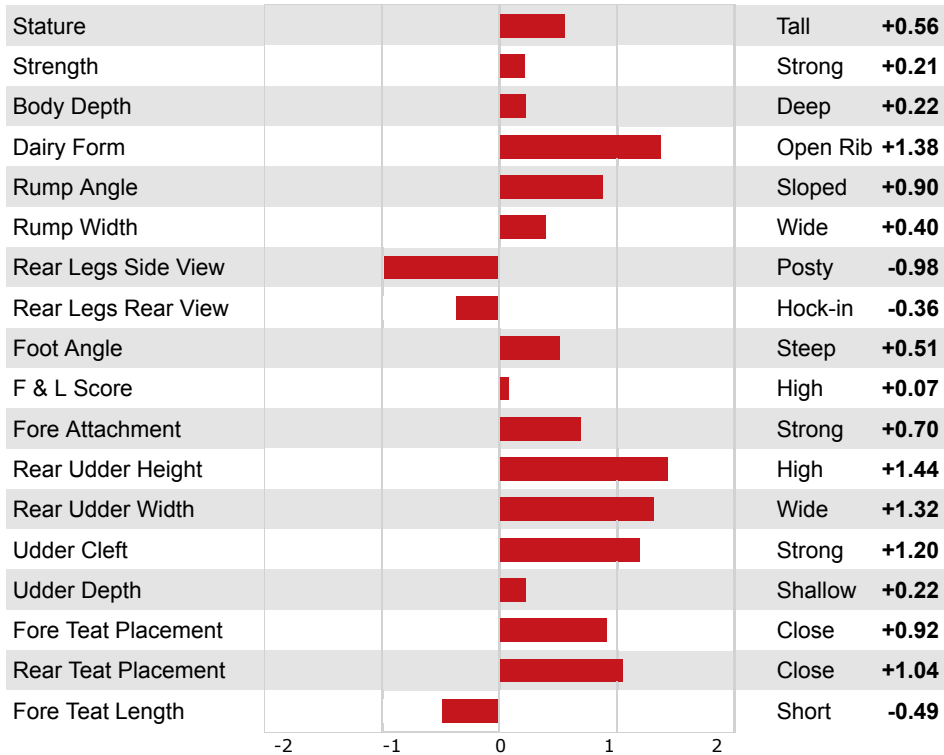 Stature Tall +0.56
Strength Strong +0.21
Body Depth Deep +0.22
Dairy Form Open Rib +1.38
Rump Angle Sloped +0.90
Rump Width Wide +0.40
Rear Legs Side View Posty -0.98
Rear Legs Rear View Hock-in -0.36
Foot Angle Steep +0.51
F & L Score High +0.07
Fore Attachment Strong +0.70
Rear Udder Height High +1.44
Rear Udder Width Wide +1.32
Udder Cleft Strong +1.20
Udder Depth Shallow +0.22
Fore Teat Placement Close +0.92
Rear Teat Placement Close +1.04
Fore Teat Length Short -0.49
-2 -1 0 1 2